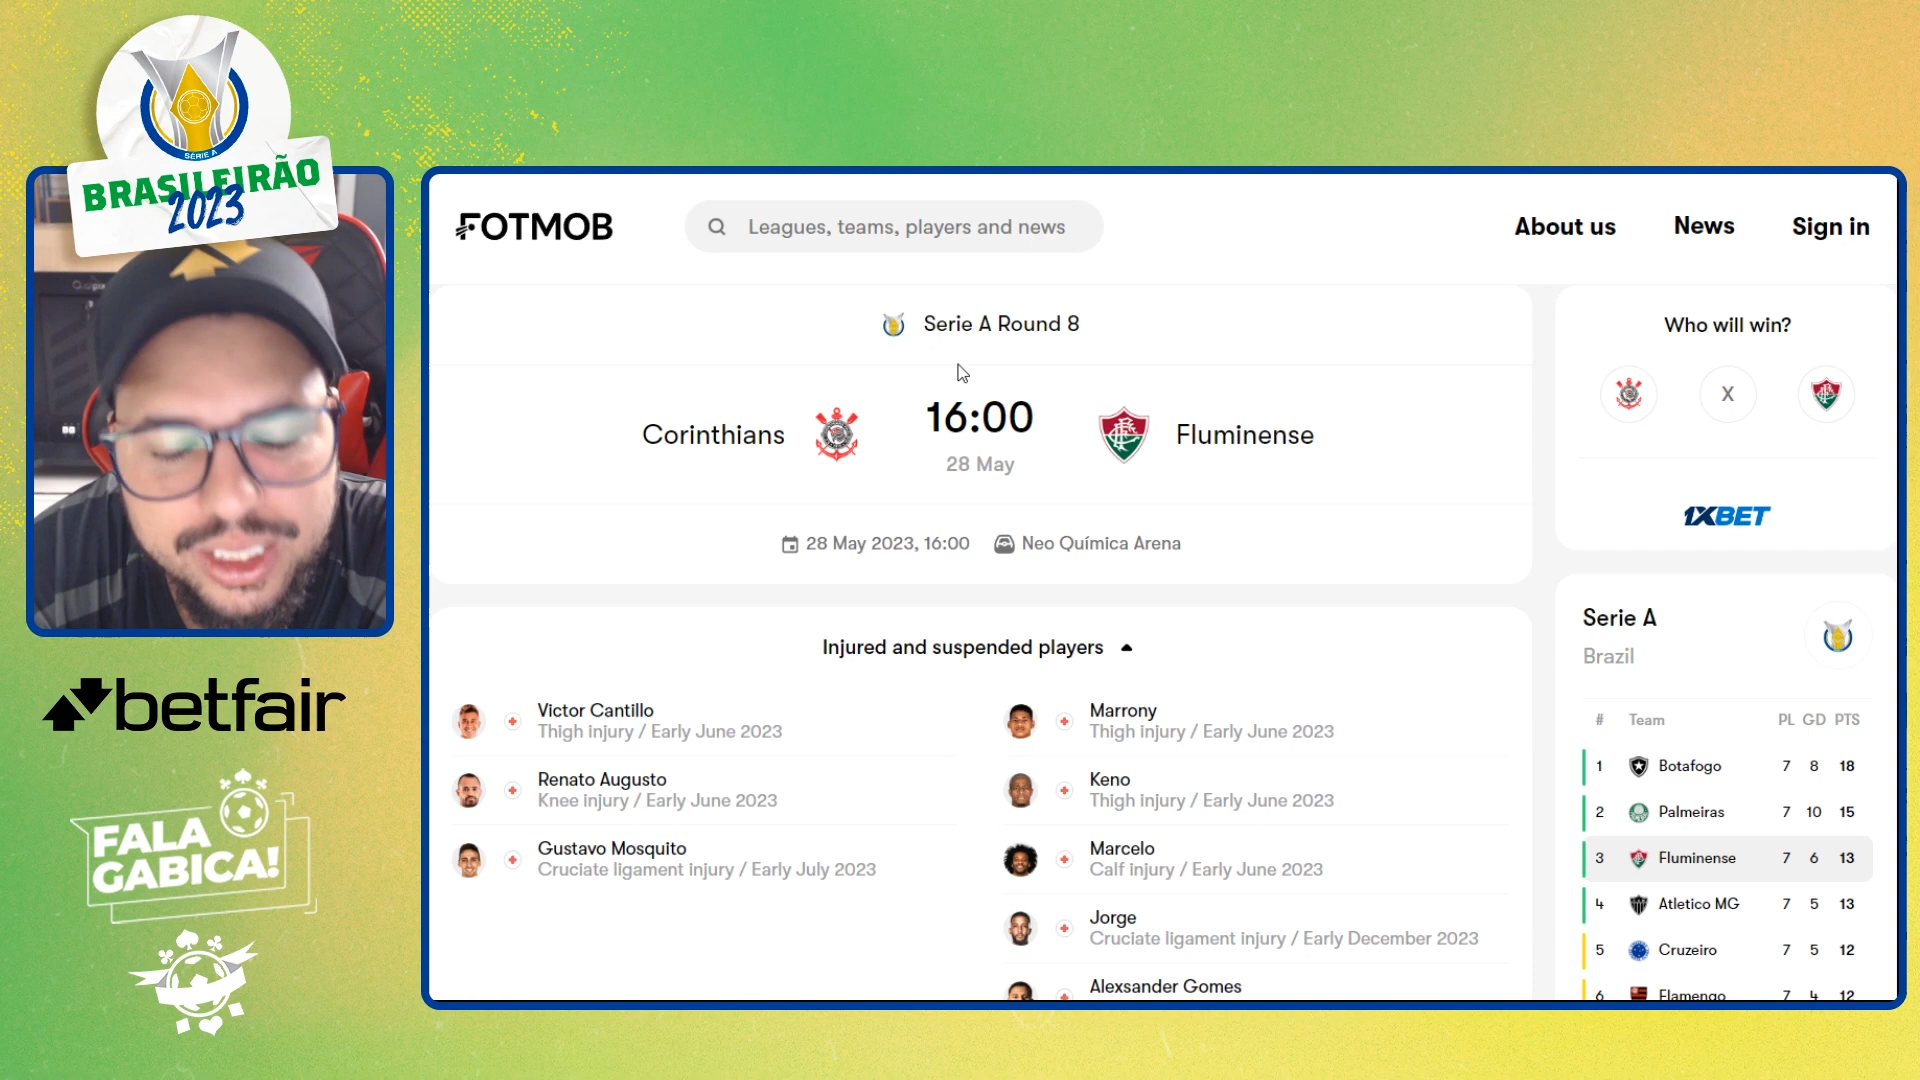 SÉRIE A
BRASILEIRÃO
2023
betfair
FALA
GABICA!
FOTMOB
Leagues, teams, players and news
About us
News
Sign in
Serie A Round 8
Corinthians
16:00
28 May
Fluminense
28 May 2023, 16:00
Neo Química Arena
Injured and suspended players
Victor Cantillo
Thigh injury / Early June 2023
Renato Augusto
Knee injury / Early June 2023
Gustavo Mosquito
Cruciate ligament injury / Early July 2023
Marrony
Thigh injury / Early June 2023
Keno
Thigh injury / Early June 2023
Marcelo
Calf injury / Early June 2023
Jorge
Cruciate ligament injury / Early December 2023
Alexsander Gomes
Who will win?
X
1XBET
Serie A
Brazil
# Team PL GD PTS
1 Botafogo 7 8 18
2 Palmeiras 7 10 15
3 Fluminense 7 6 13
4 Atletico MG 7 5 13
5 Cruzeiro 7 5 12
6 Flamengo 7 4 12